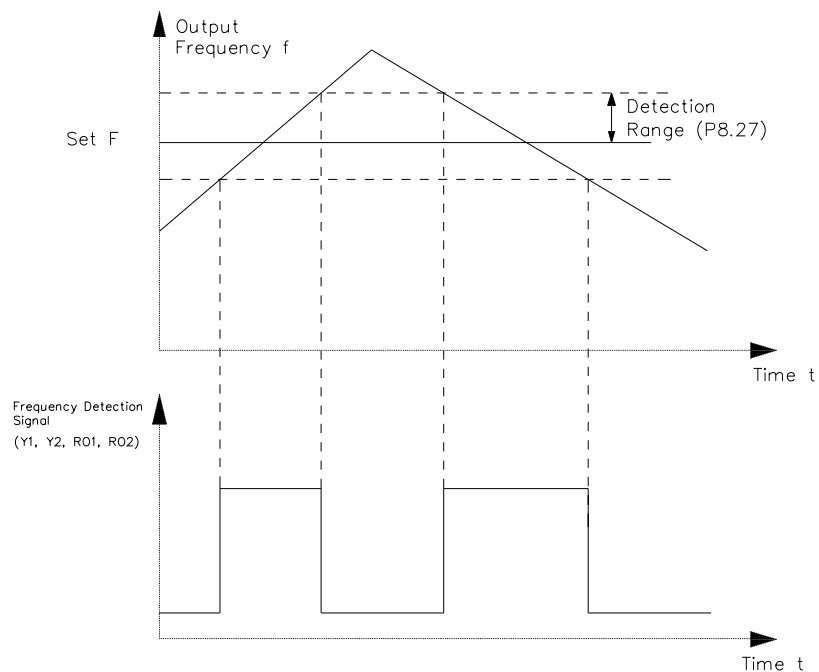 Output
Frequency f
Detection
Range (P8.27)
Set F
Time t
Frequency Detection
Signal
(Y1, Y2, RO1, RO2)
Time t